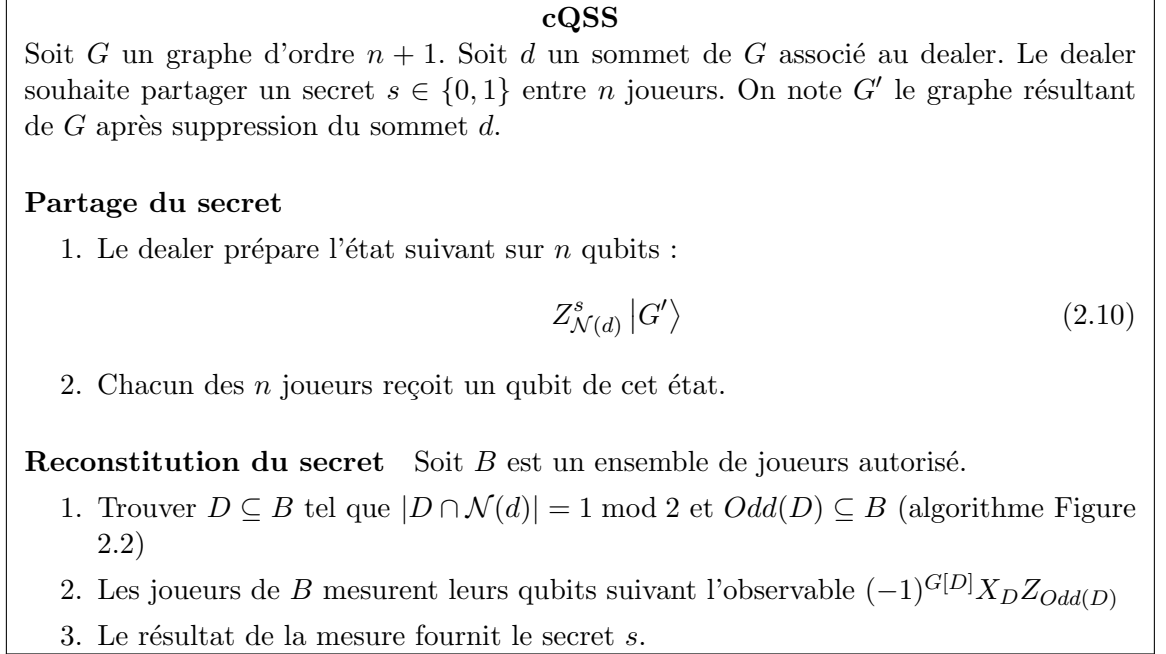 cQSS
Soit G un graphe d'ordre n + 1. Soit d un sommet de G associé au dealer. Le dealer
souhaite partager un secret s ∈ {0, 1} entre n joueurs. On note G′ le graphe résultant
de G après suppression du sommet d.
Partage du secret
1. Le dealer prépare l'état suivant sur n qubits :
Z^s_{𝒩(d)} |G′⟩ (2.10)
2. Chacun des n joueurs reçoit un qubit de cet état.
Reconstitution du secret Soit B est un ensemble de joueurs autorisé.
1. Trouver D ⊆ B tel que |D ∩ 𝒩(d)| = 1 mod 2 et Odd(D) ⊆ B (algorithme Figure
2.2)
2. Les joueurs de B mesurent leurs qubits suivant l'observable (−1)^{G[D]}X_D Z_{Odd(D)}
3. Le résultat de la mesure fournit le secret s.